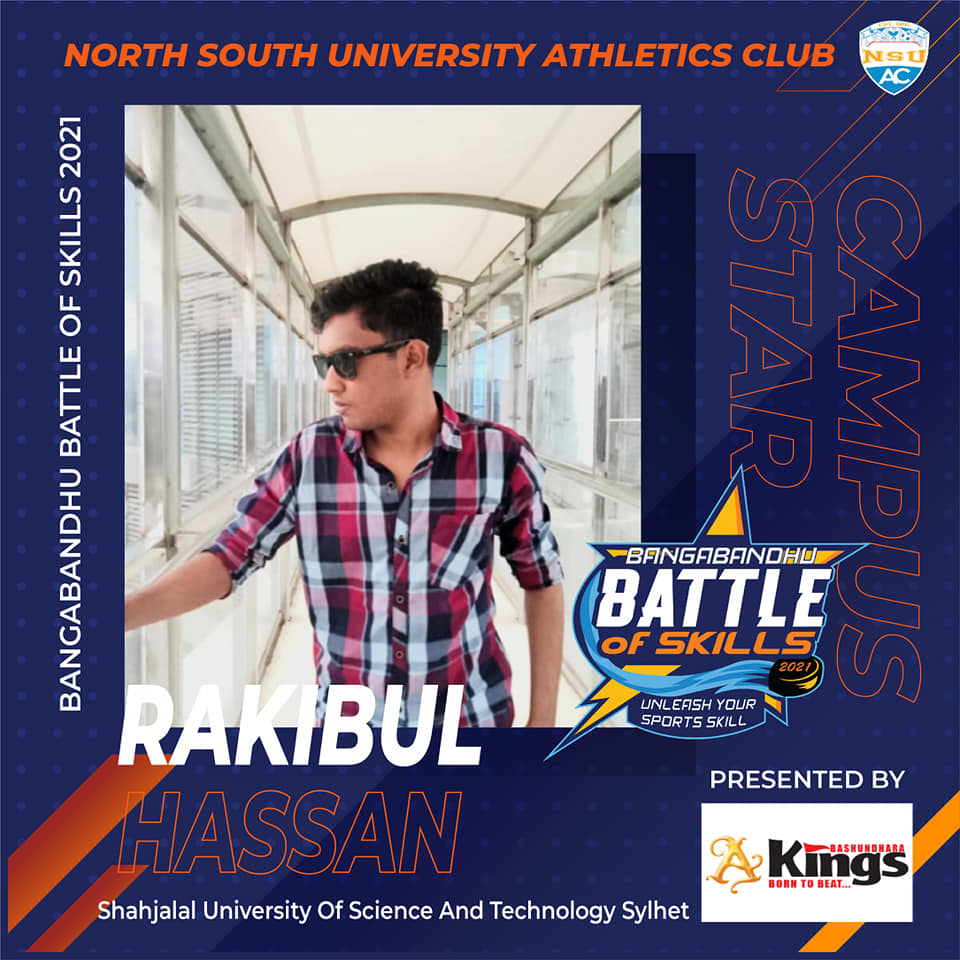 NORTH SOUTH UNIVERSITY ATHLETICS CLUB
NSU
AC
BANGABANDHU BATTLE OF SKILLS 2021
CAMPUS
STAR
BANGABANDHU
BATTLE
OF SKILLS
2021
UNLEASH YOUR
SPORTS SKILL
RAKIBUL
HASSAN
Shahjalal University Of Science And Technology Sylhet
PRESENTED BY
A
BASHUNDHARA
Kings
BORN TO BEAT...